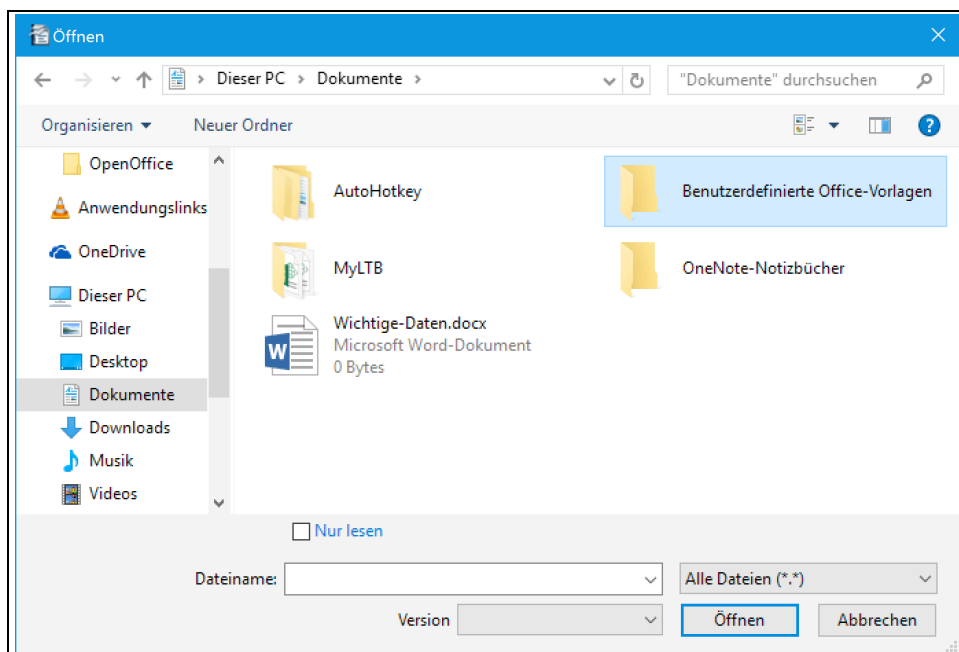 Öffnen
Dieser PC > Dokumente >
"Dokumente" durchsuchen
Organisieren
Neuer Ordner
?
OpenOffice
Anwendungslinks
OneDrive
Dieser PC
Bilder
Desktop
Dokumente
Downloads
Musik
Videos
AutoHotkey
Benutzerdefinierte Office-Vorlagen
MyLTB
OneNote-Notizbücher
W
Wichtige-Daten.docx
Microsoft Word-Dokument
0 Bytes
Nur lesen
Dateiname:
Alle Dateien (*.*)
Version
Öffnen
Abbrechen